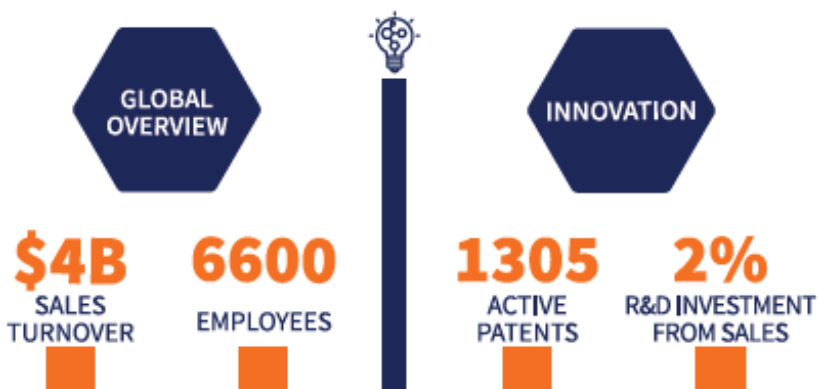 GLOBAL
OVERVIEW
INNOVATION
$4B
SALES
TURNOVER
6600
EMPLOYEES
1305
ACTIVE
PATENTS
2%
R&D INVESTMENT
FROM SALES